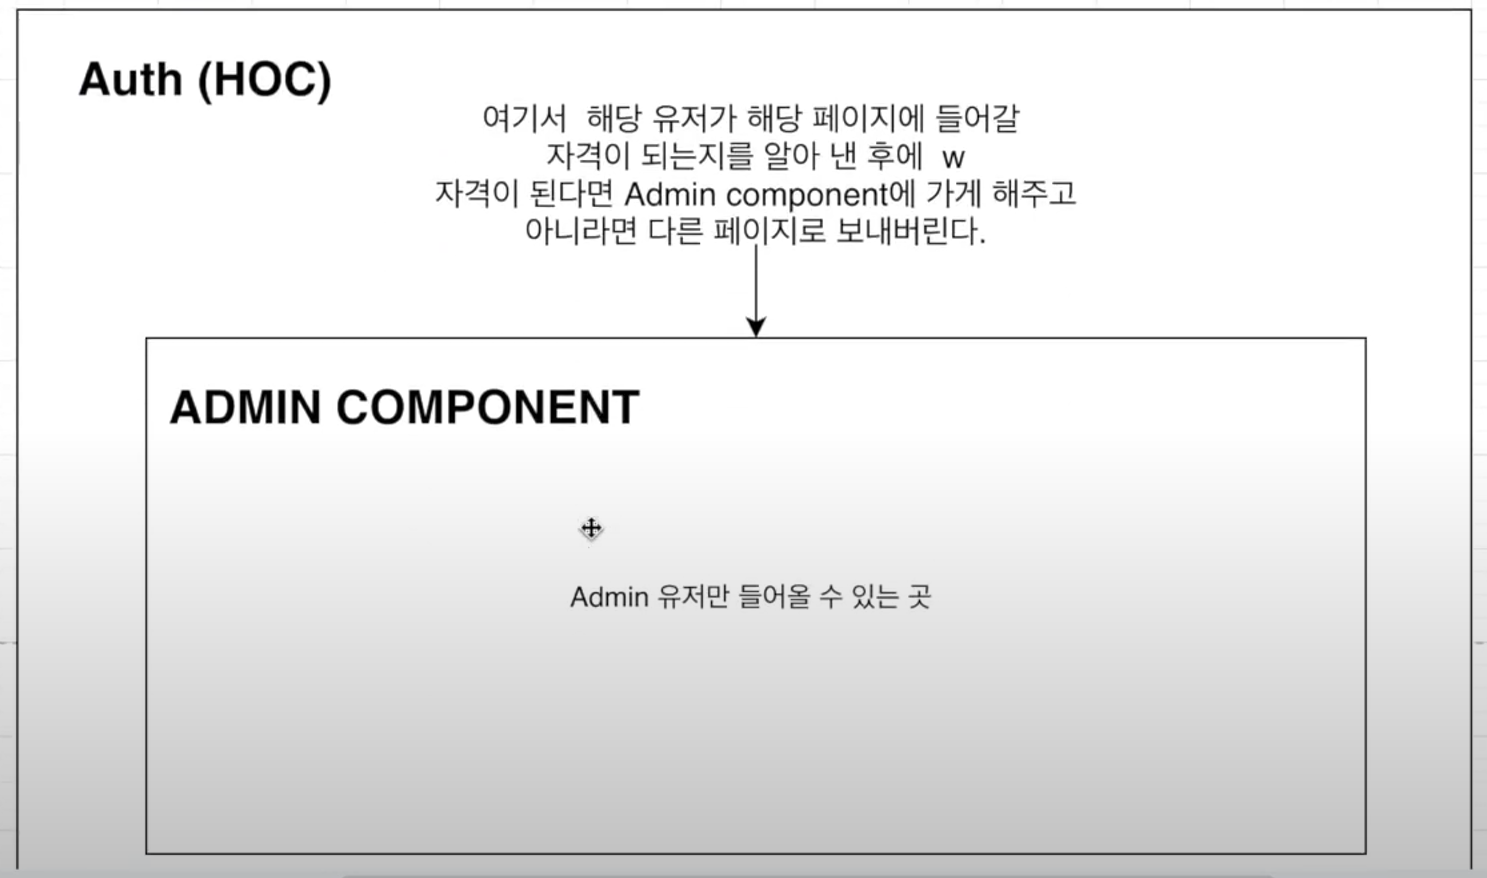 Auth (HOC)
여기서 해당 유저가 해당 페이지에 들어갈
자격이 되는지를 알아 낸 후에 w
자격이 된다면 Admin component에 가게 해주고
아니라면 다른 페이지로 보내버린다.
ADMIN COMPONENT
Admin 유저만 들어올 수 있는 곳